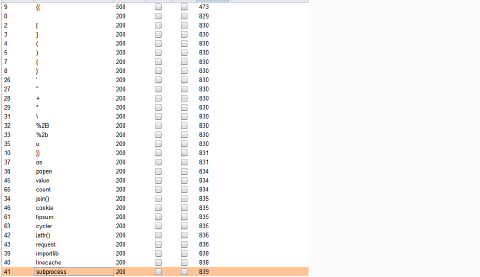 9 {{ 500 473
0 200 829
2 [ 200 830
3 ] 200 830
4 ( 200 830
5 ) 200 830
7 { 200 830
8 } 200 830
26 ' 200 830
27 " 200 830
28 + 200 830
29 * 200 830
31 \ 200 830
32 %2B 200 830
33 %2b 200 830
35 u 200 830
10 }} 200 831
37 os 200 831
38 popen 200 834
45 value 200 834
65 count 200 834
34 join() 200 835
46 cookie 200 835
61 lipsum 200 835
63 cycler 200 835
42 |attr() 200 836
43 request 200 836
39 importlib 200 838
40 linecache 200 838
41 subprocess 200 839